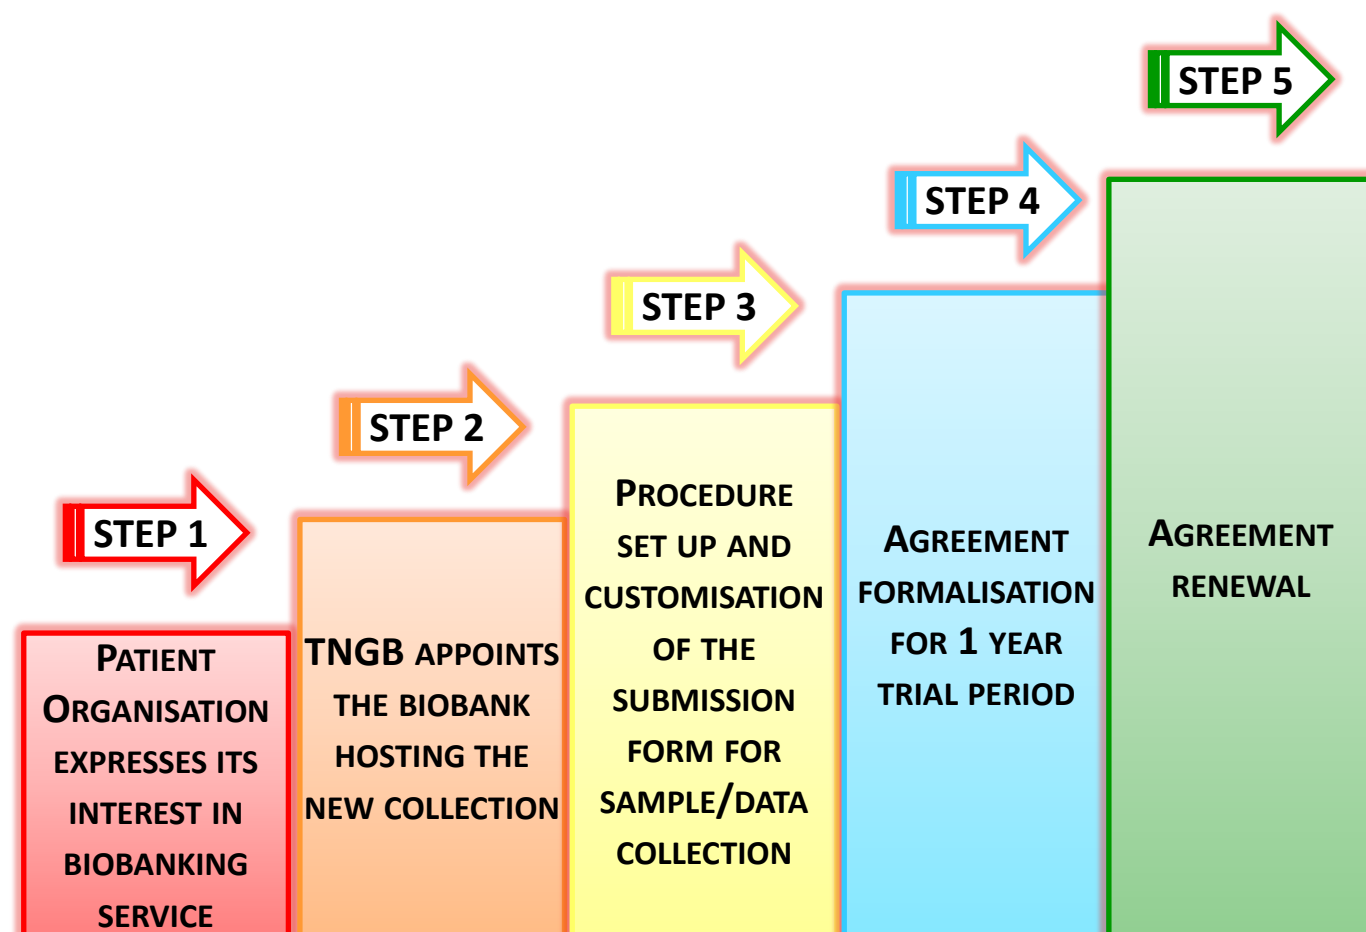 STEP 1
PATIENT
ORGANISATION
EXPRESSES ITS
INTEREST IN
BIOBANKING
SERVICE
STEP 2
TNGB APPOINTS
THE BIOBANK
HOSTING THE
NEW COLLECTION
STEP 3
PROCEDURE
SET UP AND
CUSTOMISATION
OF THE
SUBMISSION
FORM FOR
SAMPLE/DATA
COLLECTION
STEP 4
AGREEMENT
FORMALISATION
FOR 1 YEAR
TRIAL PERIOD
STEP 5
AGREEMENT
RENEWAL